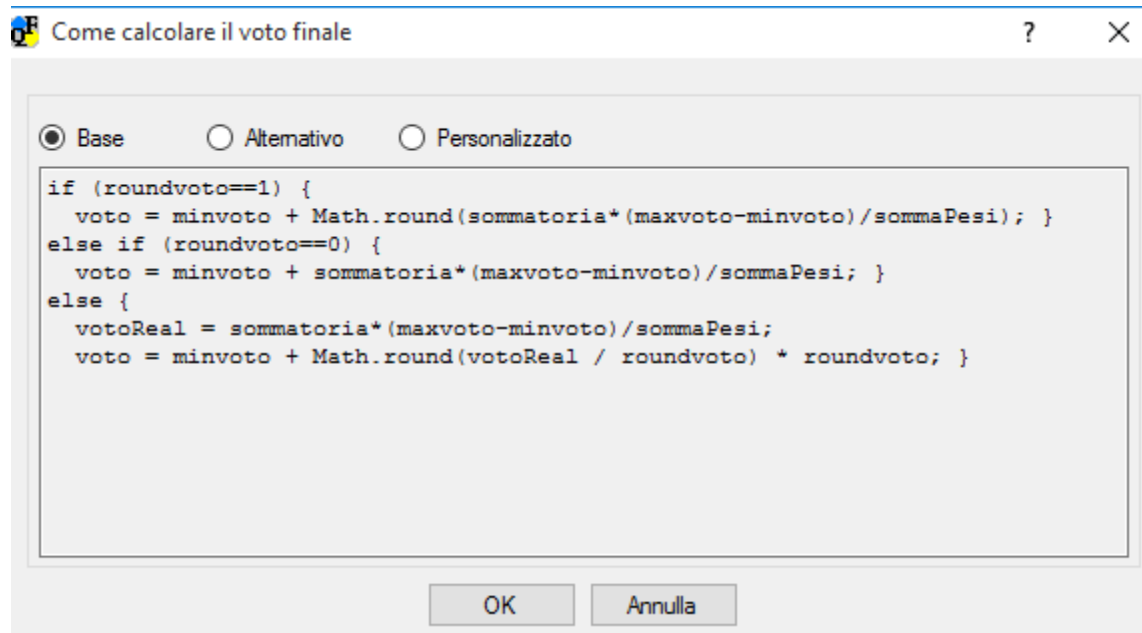 Come calcolare il voto finale ? ×
Base Alternativo Personalizzato
if (roundvoto==1) {
  voto = minvoto + Math.round(sommatoria*(maxvoto-minvoto)/sommaPesi); }
else if (roundvoto==0) {
  voto = minvoto + sommatoria*(maxvoto-minvoto)/sommaPesi; }
else {
  votoReal = sommatoria*(maxvoto-minvoto)/sommaPesi;
  voto = minvoto + Math.round(votoReal / roundvoto) * roundvoto; }
OK Annulla